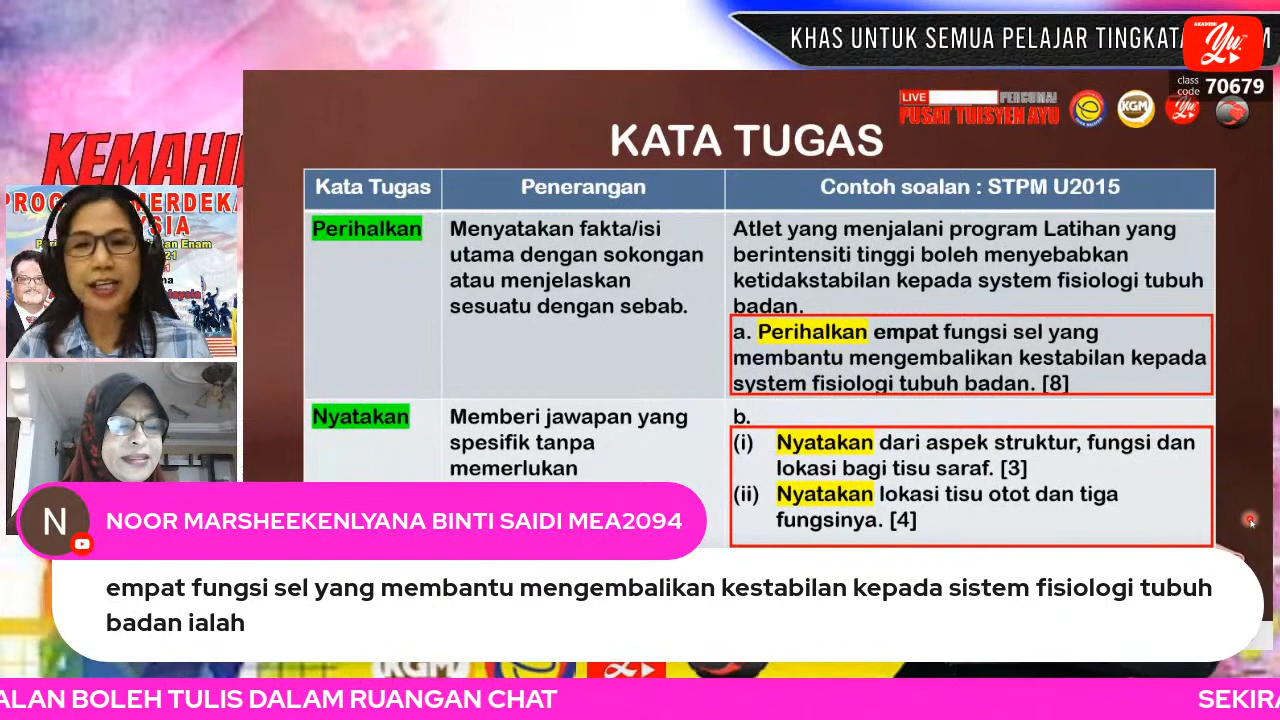 KHAS UNTUK SEMUA PELAJAR
AKADEMI
Yu
class
code 70679
KEMAHI
LIVE
PERCUMA!
PUSAT TUISYEN AYU
KGM
KATA TUGAS
Kata Tugas
Penerangan
Contoh soalan : STPM U2015
Perihalkan
Menyatakan fakta/isi
utama dengan sokongan
atau menjelaskan
sesuatu dengan sebab.
Atlet yang menjalani program Latihan yang
berintensiti tinggi boleh menyebabkan
ketidakstabilan kepada system fisiologi tubuh
badan.
a. Perihalkan empat fungsi sel yang
membantu mengembalikan kestabilan kepada
system fisiologi tubuh badan. [8]
Nyatakan
Memberi jawapan yang
spesifik tanpa
memerlukan
b.
(i) Nyatakan dari aspek struktur, fungsi dan
lokasi bagi tisu saraf. [3]
(ii) Nyatakan lokasi tisu otot dan tiga
fungsinya. [4]
N
NOOR MARSHEEKENLYANA BINTI SAIDI MEA2094
empat fungsi sel yang membantu mengembalikan kestabilan kepada sistem fisiologi tubuh
badan ialah
KGM
ALAN BOLEH TULIS DALAM RUANGAN CHAT
SEKIRA